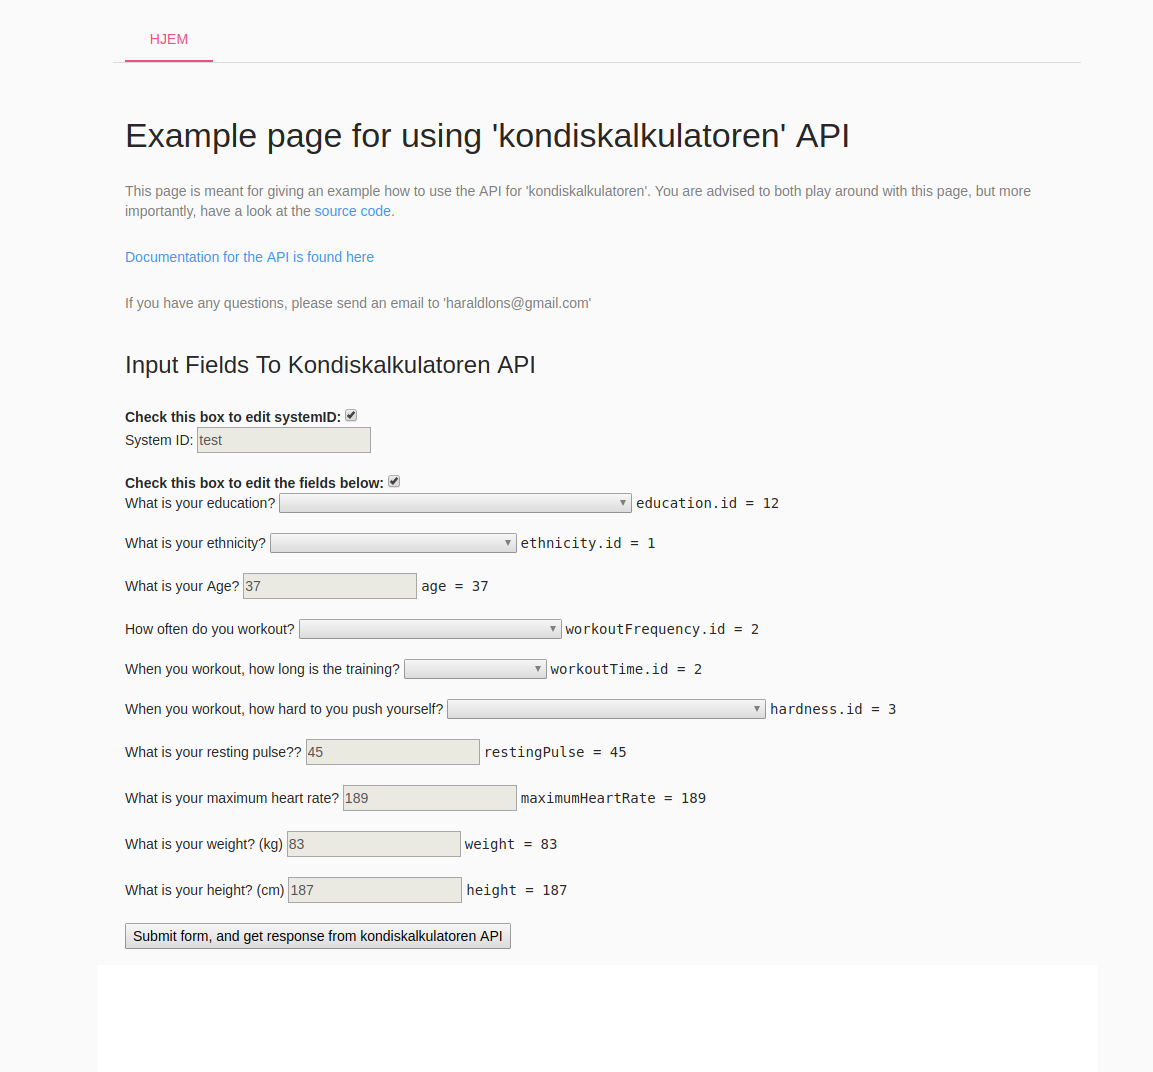 HJEM
Example page for using 'kondiskalkulatoren' API
This page is meant for giving an example how to use the API for 'kondiskalkulatoren'. You are advised to both play around with this page, but more
importantly, have a look at the source code.
Documentation for the API is found here
If you have any questions, please send an email to 'haraldlons@gmail.com'
Input Fields To Kondiskalkulatoren API
Check this box to edit systemID:
System ID: test
Check this box to edit the fields below:
What is your education? education.id = 12
What is your ethnicity? ethnicity.id = 1
What is your Age? 37 age = 37
How often do you workout? workoutFrequency.id = 2
When you workout, how long is the training? workoutTime.id = 2
When you workout, how hard to you push yourself? hardness.id = 3
What is your resting pulse?? 45 restingPulse = 45
What is your maximum heart rate? 189 maximumHeartRate = 189
What is your weight? (kg) 83 weight = 83
What is your height? (cm) 187 height = 187
Submit form, and get response from kondiskalkulatoren API